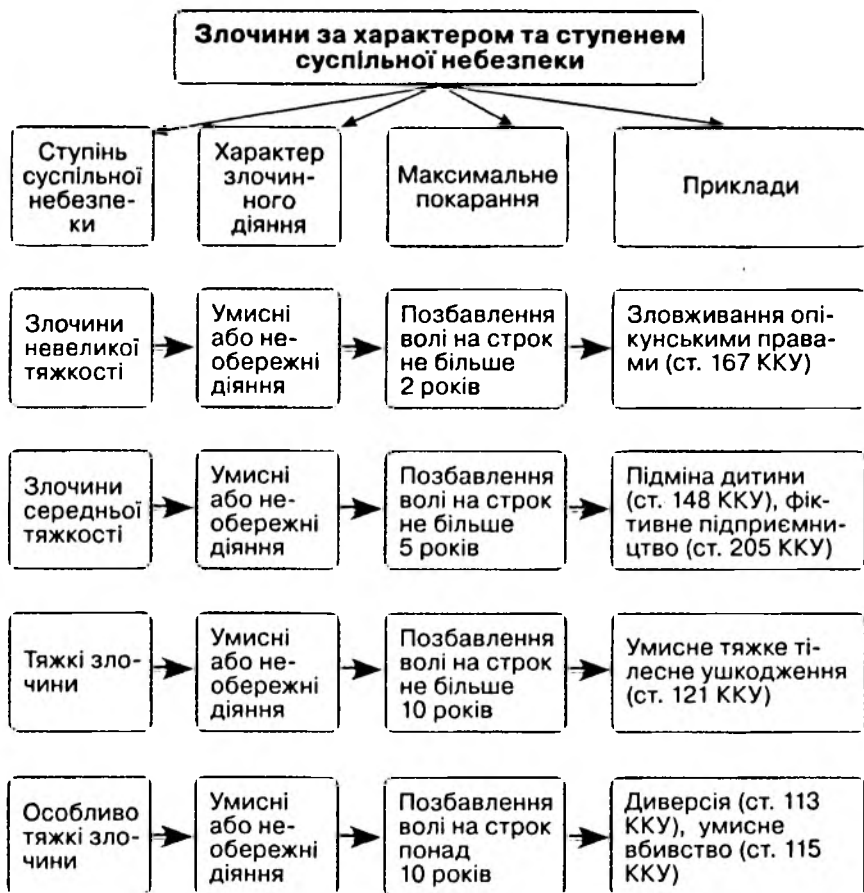 Злочини за характером та ступенем
суспільної небезпеки
Ступінь
суспільної
небезпе-
ки
Характер
злочин-
ного
діяння
Максимальне
покарання
Приклади
Злочини
невеликої
тяжкості
Умисні
або не-
обережні
діяння
Позбавлення
волі на строк
не більше
2 років
Зловживання опі-
кунськими права-
ми (ст. 167 ККУ)
Злочини
середньої
тяжкості
Умисні
або не-
обережні
діяння
Позбавлення
волі на строк
не більше
5 років
Підміна дитини
(ст. 148 ККУ), фік-
тивне підприємни-
цтво (ст. 205 ККУ)
Тяжкі зло-
чини
Умисні
або не-
обережні
діяння
Позбавлення
волі на строк
не більше
10 років
Умисне тяжке ті-
лесне ушкодження
(ст. 121 ККУ)
Особливо
тяжкі зло-
чини
Умисні
або не-
обережні
діяння
Позбавлення
волі на строк
понад
10 років
Диверсія (ст. 113
ККУ), умисне
вбивство (ст. 115
ККУ)